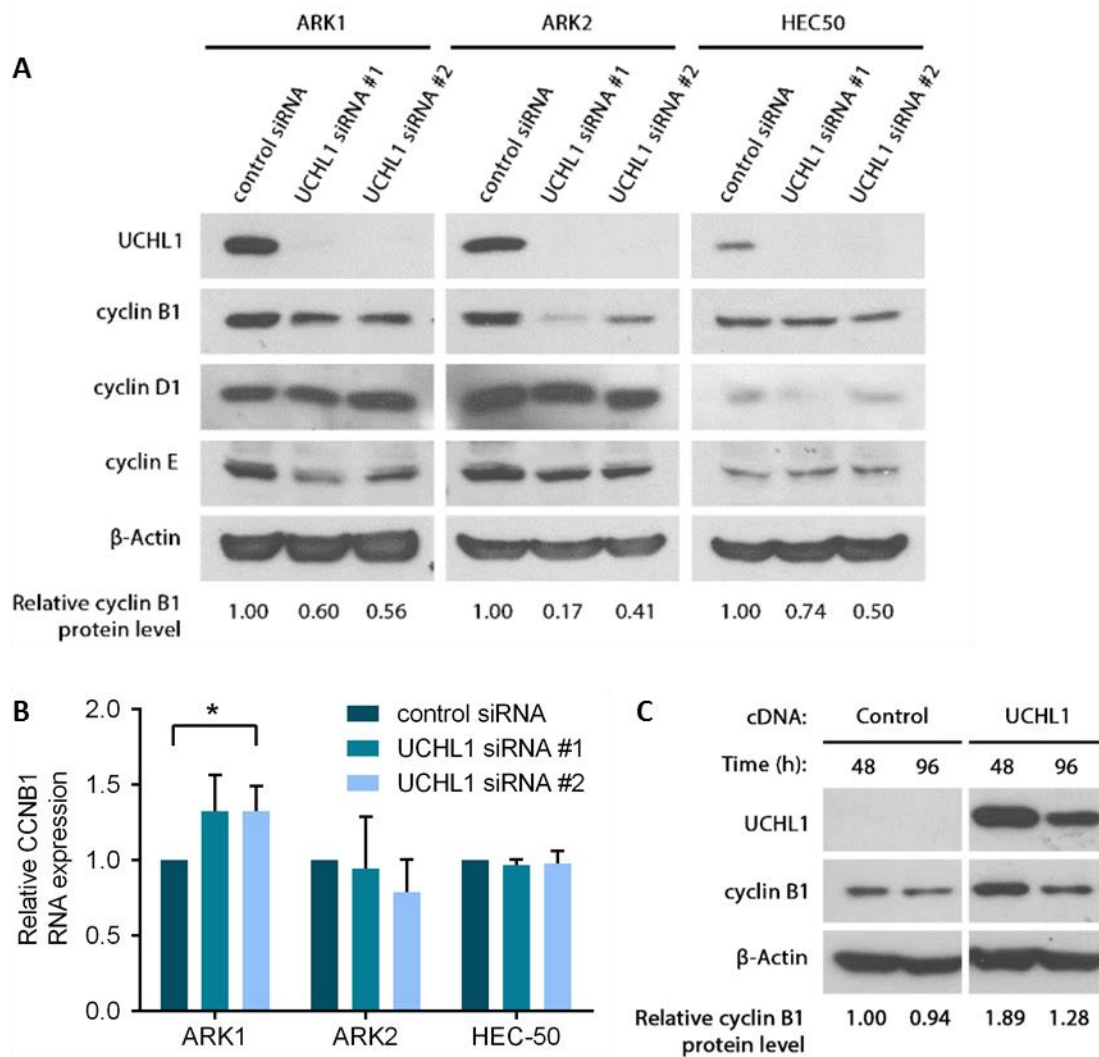 ARK1 ARK2 HEC50
A
control siRNA UCHL1 siRNA #1 UCHL1 siRNA #2 control siRNA UCHL1 siRNA #1 UCHL1 siRNA #2 control siRNA UCHL1 siRNA #1 UCHL1 siRNA #2
UCHL1
cyclin B1
cyclin D1
cyclin E
β-Actin
Relative cyclin B1
protein level
1.00 0.60 0.56 1.00 0.17 0.41 1.00 0.74 0.50
B
Relative CCNB1
RNA expression
2.0
1.5
1.0
0.5
0.0
*
control siRNA
UCHL1 siRNA #1
UCHL1 siRNA #2
ARK1 ARK2 HEC-50
C
cDNA: Control UCHL1
Time (h): 48 96 48 96
UCHL1
cyclin B1
β-Actin
Relative cyclin B1
protein level
1.00 0.94 1.89 1.28